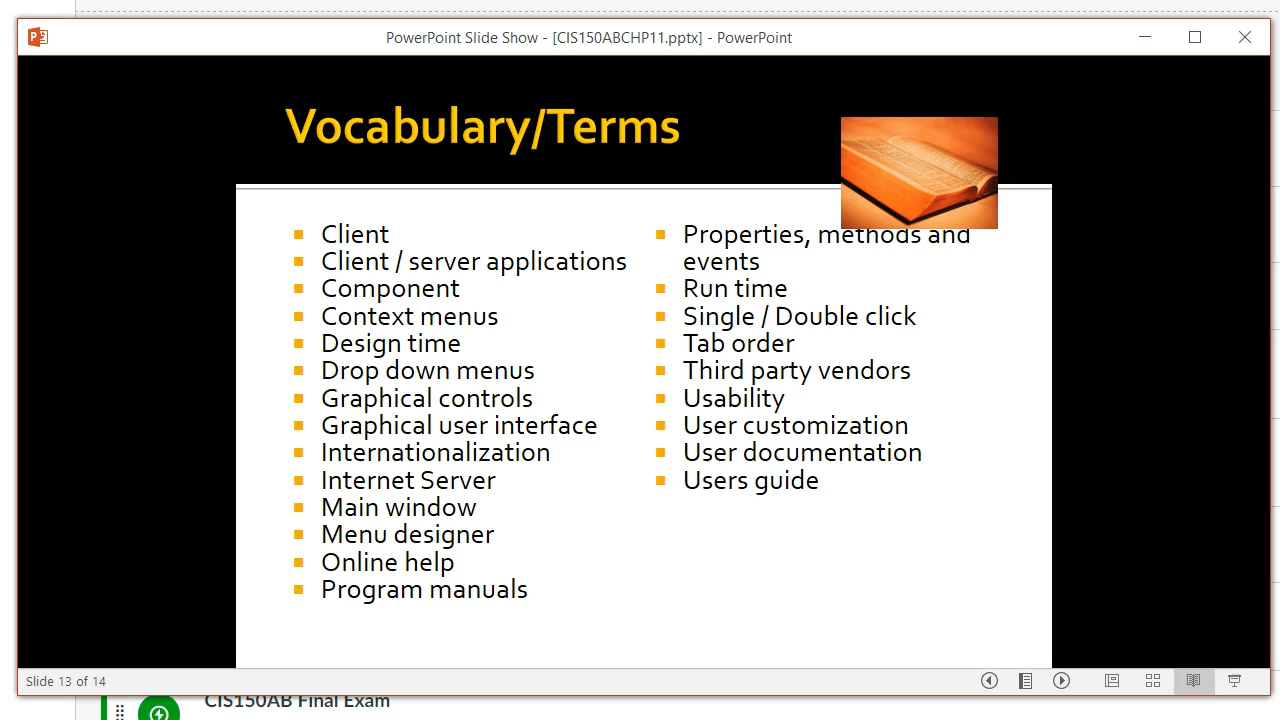 PowerPoint Slide Show - [CIS150ABCHP11.pptx] - PowerPoint
Vocabulary/Terms
Client
Client / server applications
Component
Context menus
Design time
Drop down menus
Graphical controls
Graphical user interface
Internationalization
Internet Server
Main window
Menu designer
Online help
Program manuals
Properties, methods and
events
Run time
Single / Double click
Tab order
Third party vendors
Usability
User customization
User documentation
Users guide
Slide 13 of 14
CIS150AB Final Exam